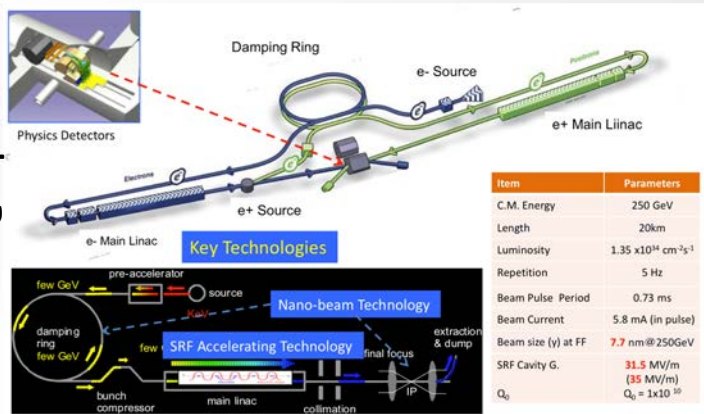 Damping Ring
e- Source
Positrons
e+ Main Liinac
Physics Detectors
Electrons
e+ Source
e- Main Linac
Key Technologies
Item Parameters
C.M. Energy 250 GeV
Length 20km
Luminosity 1.35 x10³⁴ cm⁻²s⁻¹
Repetition 5 Hz
Beam Pulse Period 0.73 ms
Beam Current 5.8 mA (in pulse)
Beam size (y) at FF 7.7 nm@250GeV
SRF Cavity G. 31.5 MV/m
(35 MV/m)
Q₀ Q₀ = 1x10 ¹⁰
few GeV
pre-accelerator
source
KeV
Nano-beam Technology
damping
ring
few GeV
few
SRF Accelerating Technology
final focus
extraction
& dump
IP
bunch
compressor
main linac
collimation